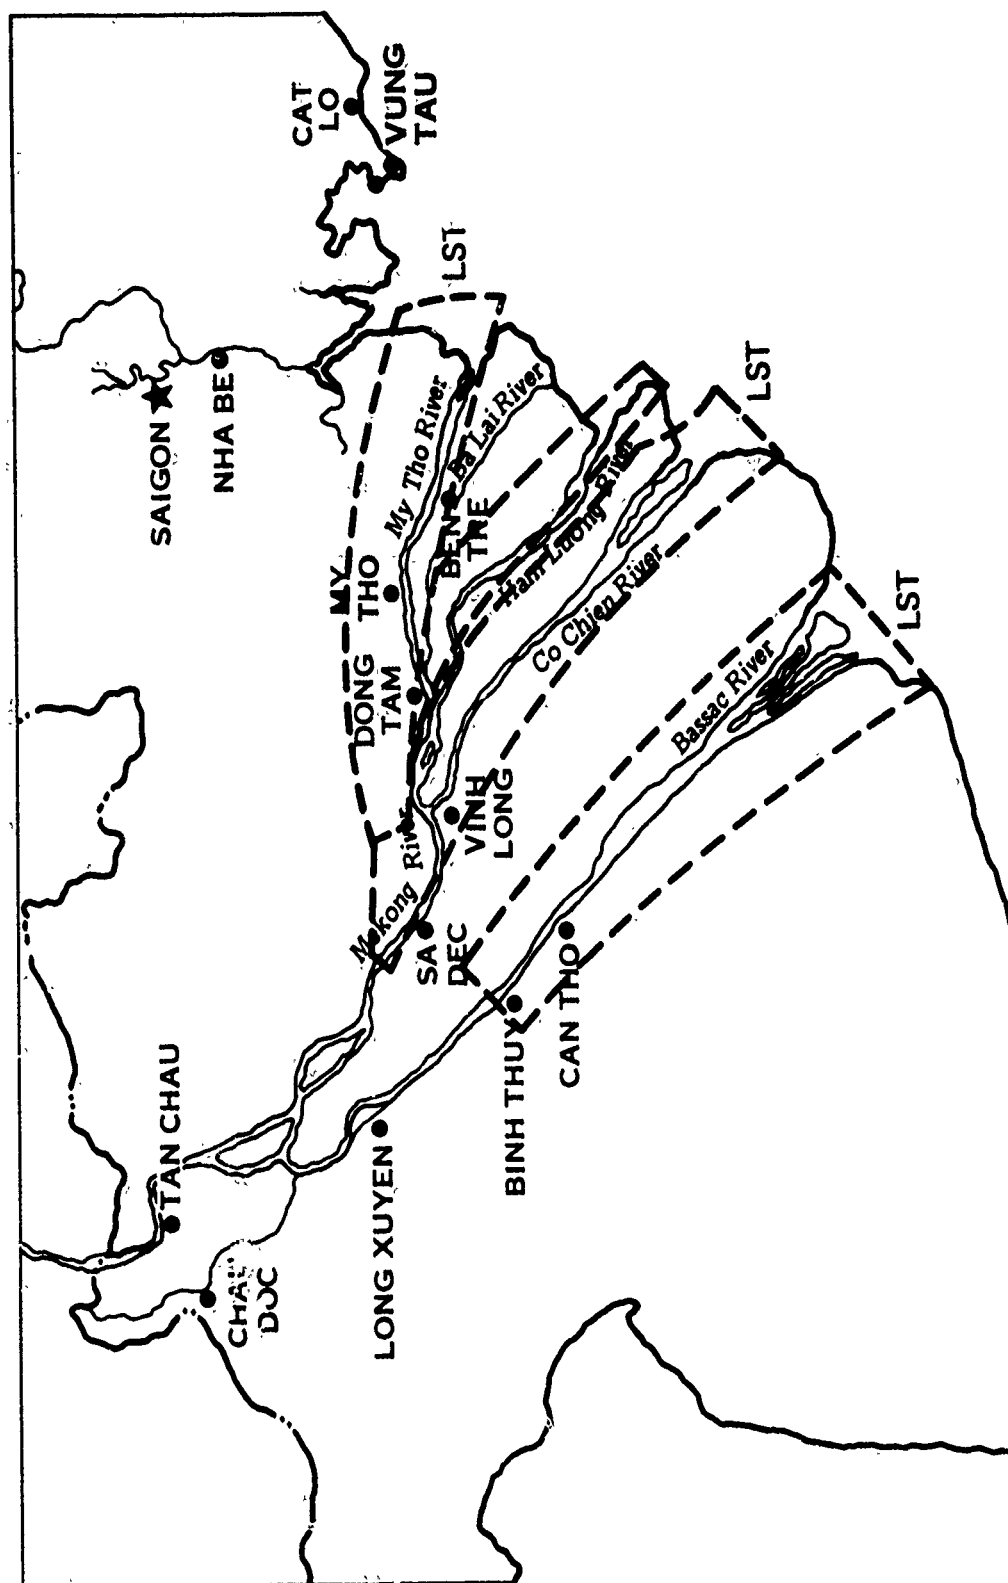 TAN CHAU
CHAU
DOC
LONG XUYEN
BINH THUY
CAN THO
SA
DEC
Mekong River
VINH
LONG
DONG
TAM
MY
THO
BEN
TRE
SAIGON
NHA BE
CAT
LO
VUNG
TAU
My Tho River
Ba Lai River
Ham Luong River
Co Chien River
Bassac River
LST
LST
LST